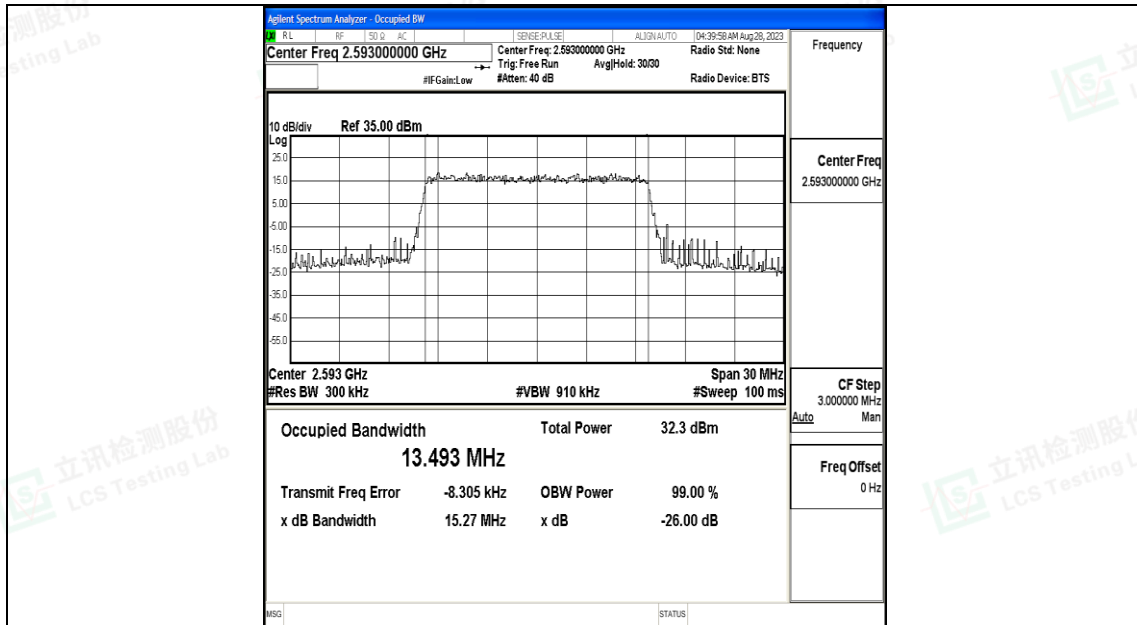 Agilent Spectrum Analyzer - Occupied BW
LXI RL RF 50 Ω AC SENSE:PULSE ALIGN AUTO 04:39:58 AM Aug 28, 2023
Center Freq 2.593000000 GHz
Center Freq: 2.593000000 GHz
Radio Std: None
Trig: Free Run Avg|Hold: 30/30
#IFGain:Low
#Atten: 40 dB
Radio Device: BTS
10 dB/div Ref 35.00 dBm
Log
25.0
15.0
5.00
-5.00
-15.0
-25.0
-35.0
-45.0
-55.0
Center 2.593 GHz Span 30 MHz
#Res BW 300 kHz #VBW 910 kHz #Sweep 100 ms
Occupied Bandwidth Total Power 32.3 dBm
13.493 MHz
Transmit Freq Error -8.305 kHz OBW Power 99.00 %
x dB Bandwidth 15.27 MHz x dB -26.00 dB
MSG STATUS
Frequency
Center Freq
2.593000000 GHz
CF Step
3.000000 MHz
Auto Man
Freq Offset
0 Hz
立讯检测股份
LCS Testing Lab
LCS Testing L